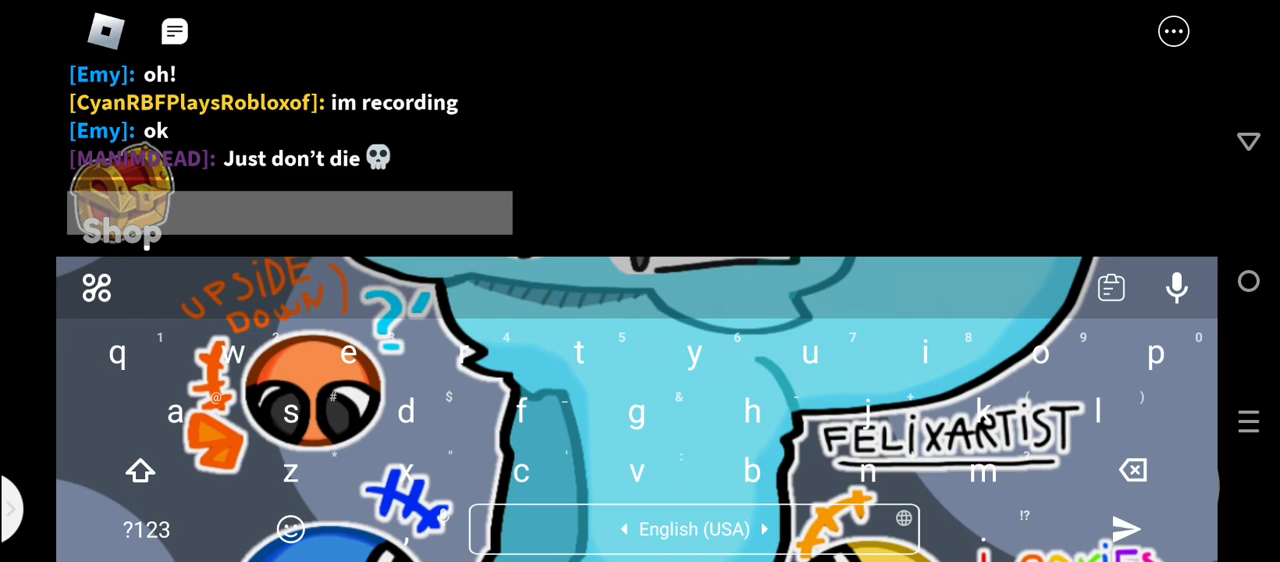 [Emy]: oh!
[CyanRBFPlaysRobloxof]: im recording
[Emy]: ok
[MANIMDEAD]: Just don’t die 💀
Shop
UPSiDE
DOWN)
?'
1 2 3 4 5 6 7 8 9 0
q w e r t y u i o p
@ # $ _ & - + ( )
a s d f g h j k l
FELiXARTiST
* " ' : ?
z x c v b n m
?123 , English (USA) . !?